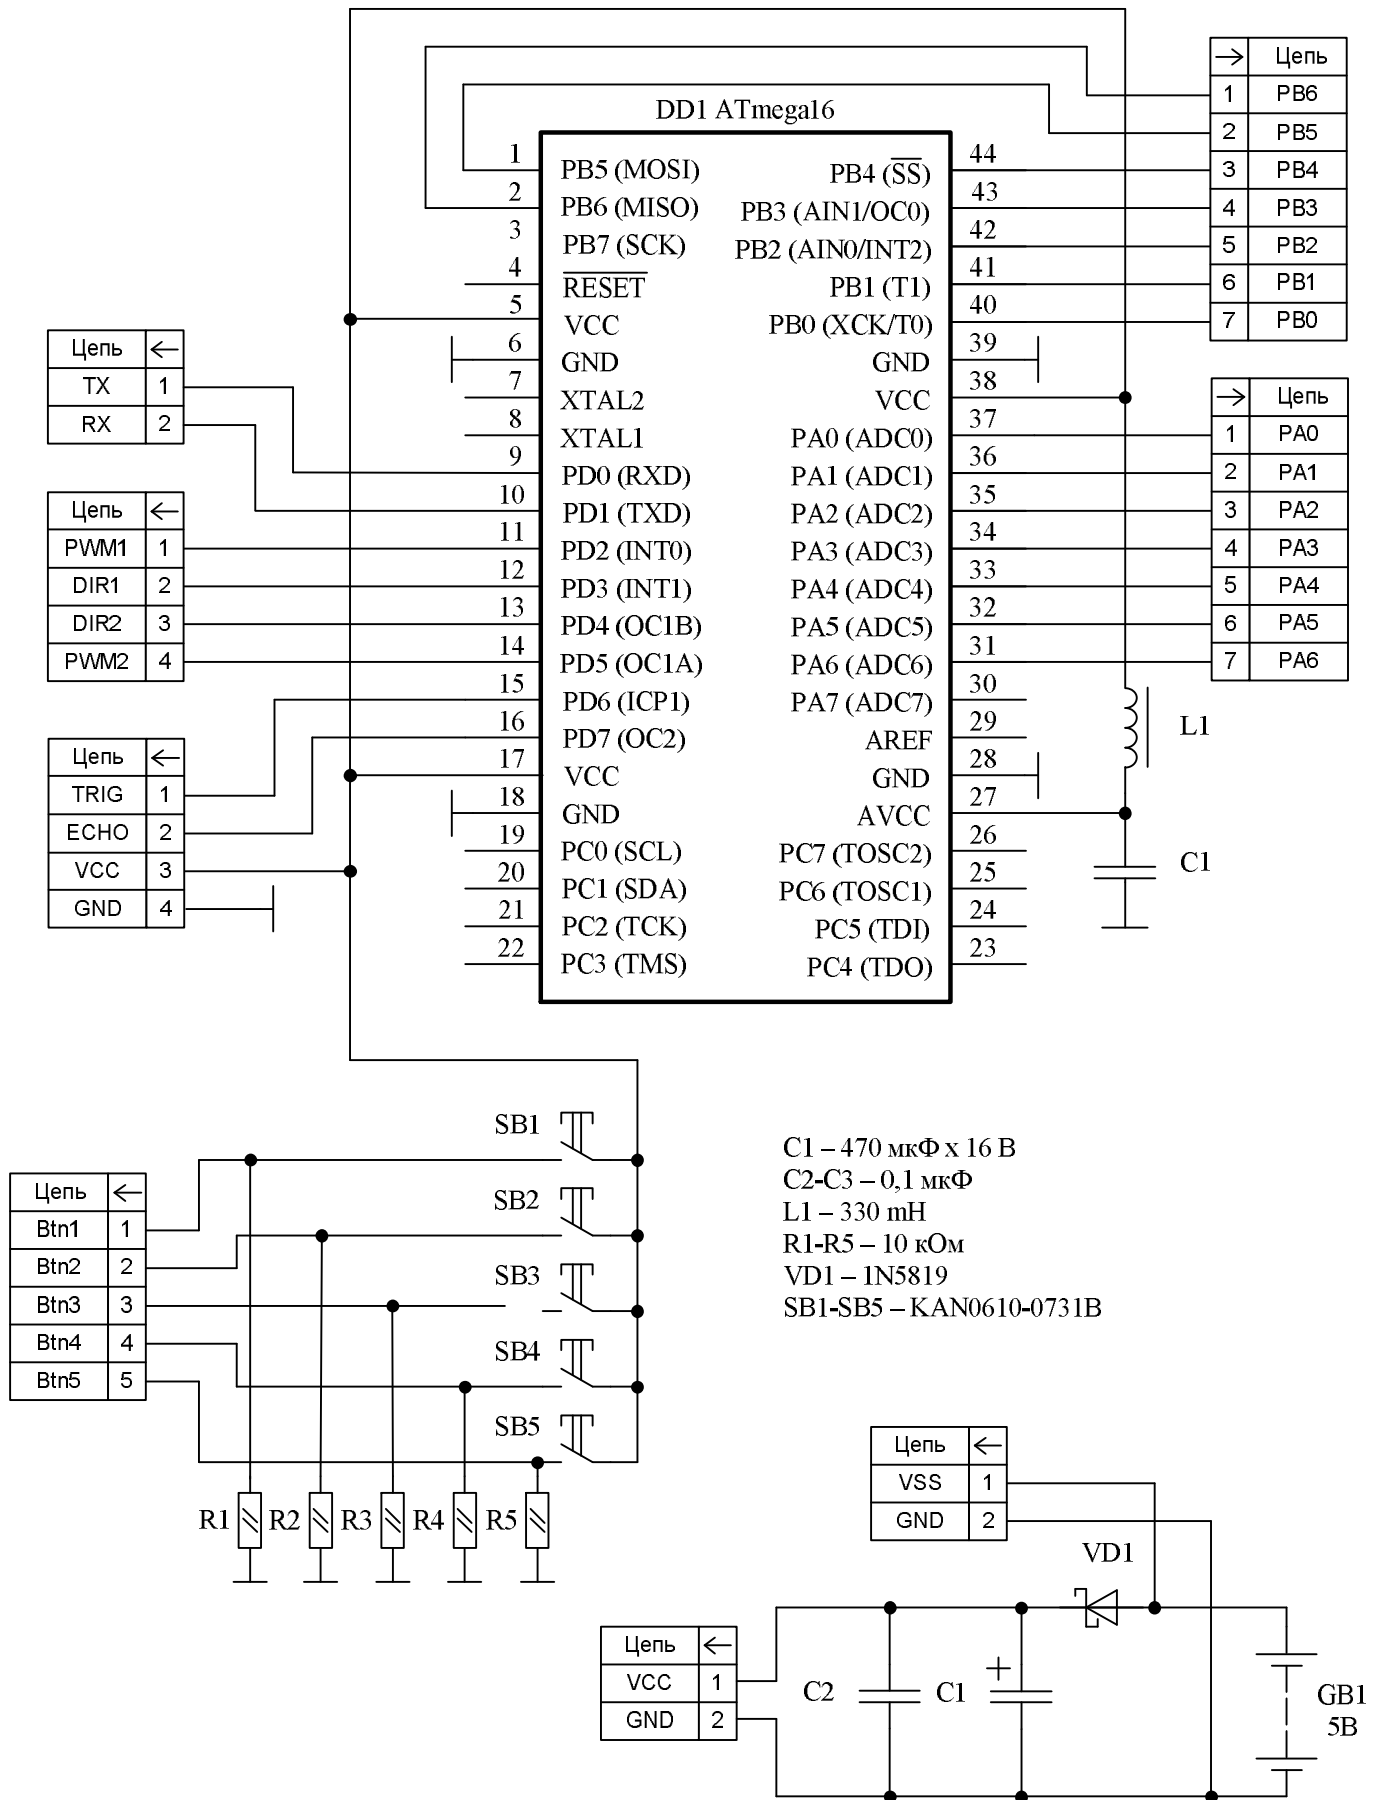 → Цепь
1 PB6
2 PB5
3 PB4
4 PB3
5 PB2
6 PB1
7 PB0
DD1 ATmega16
1 PB5 (MOSI)
2 PB6 (MISO)
3 PB7 (SCK)
4 RESET
5 VCC
6 GND
7 XTAL2
8 XTAL1
9 PD0 (RXD)
10 PD1 (TXD)
11 PD2 (INT0)
12 PD3 (INT1)
13 PD4 (OC1B)
14 PD5 (OC1A)
15 PD6 (ICP1)
16 PD7 (OC2)
17 VCC
18 GND
19 PC0 (SCL)
20 PC1 (SDA)
21 PC2 (TCK)
22 PC3 (TMS)
PB4 (SS) 44
PB3 (AIN1/OC0) 43
PB2 (AIN0/INT2) 42
PB1 (T1) 41
PB0 (XCK/T0) 40
GND 39
VCC 38
PA0 (ADC0) 37
PA1 (ADC1) 36
PA2 (ADC2) 35
PA3 (ADC3) 34
PA4 (ADC4) 33
PA5 (ADC5) 32
PA6 (ADC6) 31
PA7 (ADC7) 30
AREF 29
GND 28
AVCC 27
PC7 (TOSC2) 26
PC6 (TOSC1) 25
PC5 (TDI) 24
PC4 (TDO) 23
Цепь ←
TX 1
RX 2
Цепь ←
PWM1 1
DIR1 2
DIR2 3
PWM2 4
Цепь ←
TRIG 1
ECHO 2
VCC 3
GND 4
→ Цепь
1 PA0
2 PA1
3 PA2
4 PA3
5 PA4
6 PA5
7 PA6
L1
C1
SB1
SB2
SB3
SB4
SB5
Цепь ←
Btn1 1
Btn2 2
Btn3 3
Btn4 4
Btn5 5
R1 R2 R3 R4 R5
C1 – 470 мкФ x 16 В
C2-C3 – 0,1 мкФ
L1 – 330 mH
R1-R5 – 10 кОм
VD1 – 1N5819
SB1-SB5 – KAN0610-0731B
Цепь ←
VSS 1
GND 2
VD1
Цепь ←
VCC 1
GND 2
C2
C1
+
GB1
5В